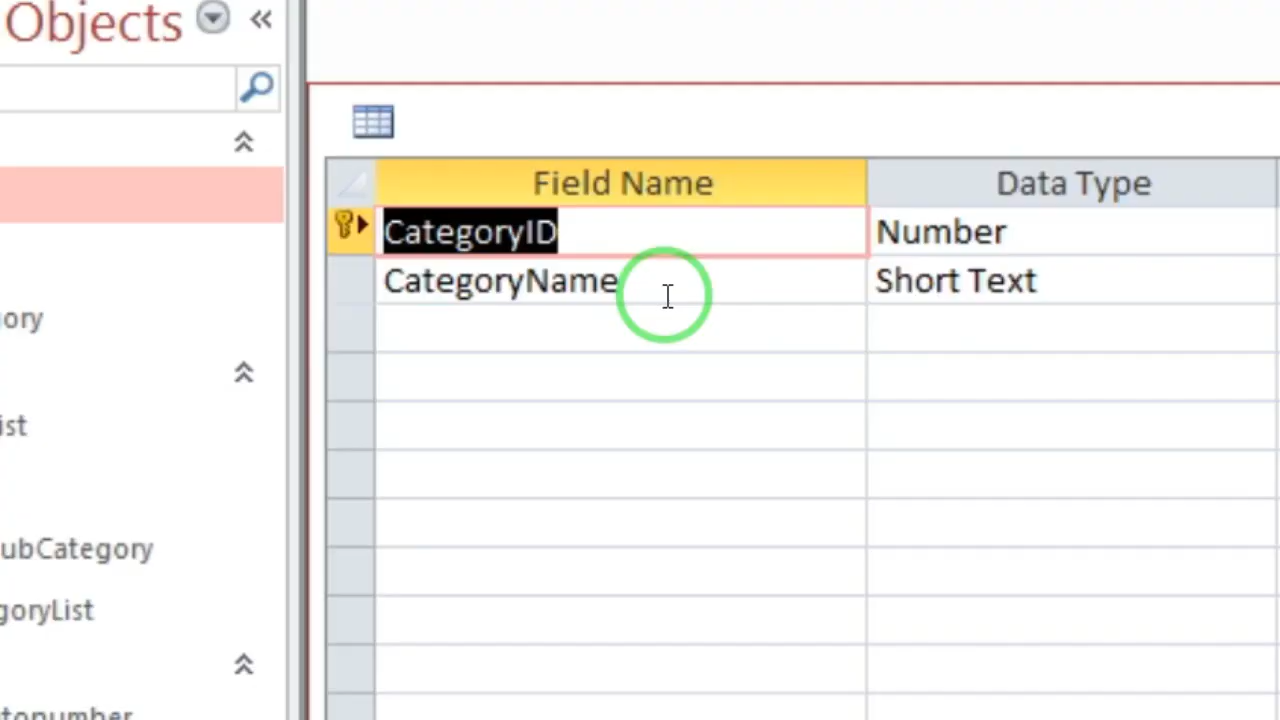 Objects
Field Name Data Type
CategoryID Number
CategoryName Short Text
ory
ist
ubCategory
goryList